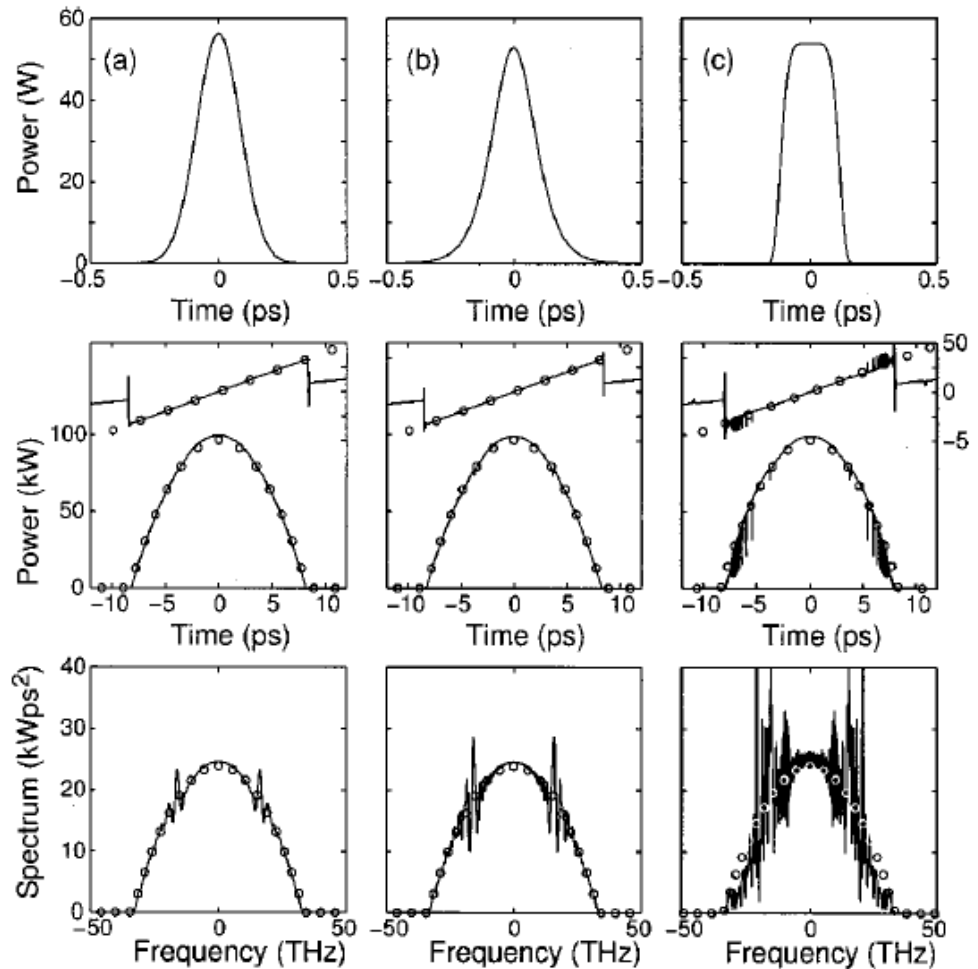 60
40
20
0
Power (W)
(a)
(b)
(c)
−0.5 0 0.5
−0.5 0 0.5
−0.5 0 0.5
Time (ps)
Time (ps)
Time (ps)
100
50
0
Power (kW)
50
0
−5
−10 −5 0 5 10
−10 −5 0 5 10
−10 −5 0 5 10
Time (ps)
Time (ps)
Time (ps)
40
30
20
10
0
Spectrum (kWps²)
−50 0 50
−50 0 50
−50 0 50
Frequency (THz)
Frequency (THz)
Frequency (THz)